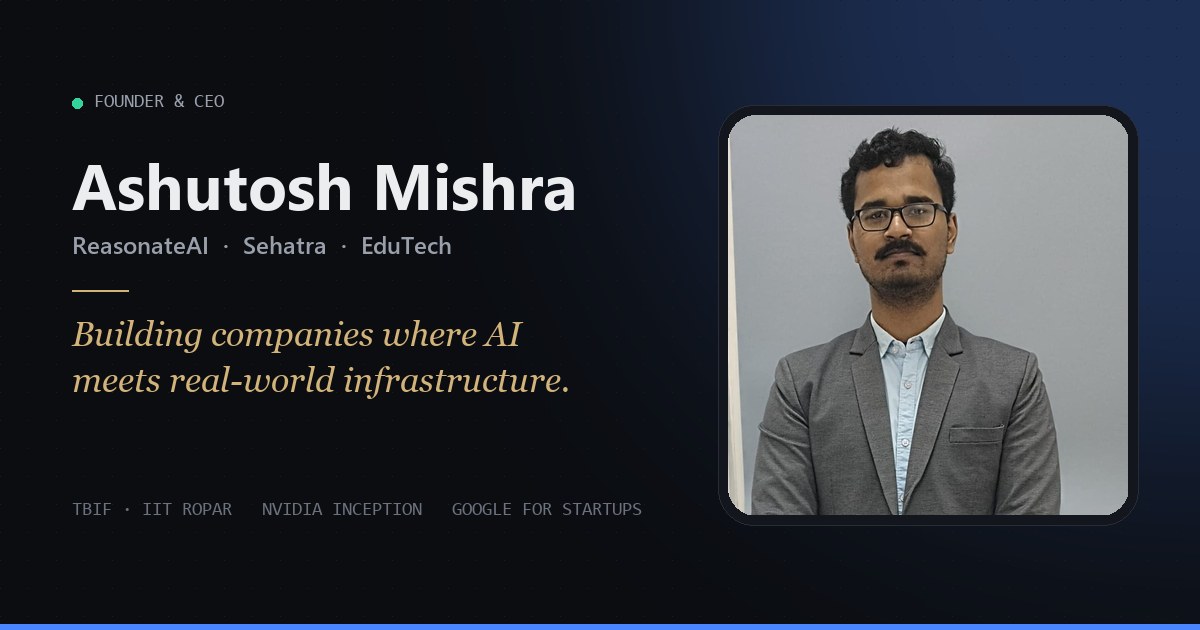 FOUNDER & CEO
Ashutosh Mishra
ReasonateAI · Sehatra · EduTech
Building companies where AI
meets real-world infrastructure.
TBIF · IIT ROPAR NVIDIA INCEPTION GOOGLE FOR STARTUPS